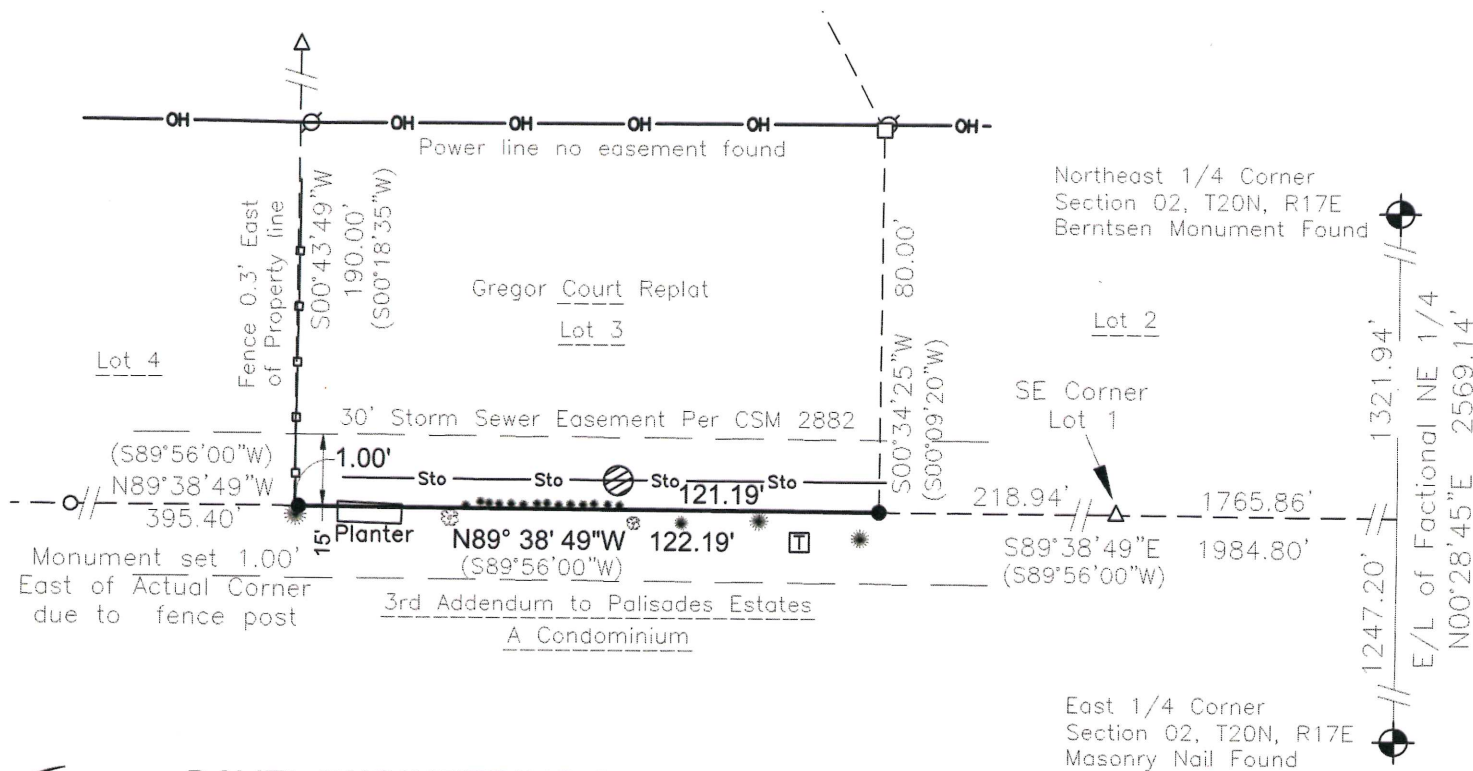 OH OH OH OH OH OH
Power line no easement found
Northeast 1/4 Corner
Section 02, T20N, R17E
Berntsen Monument Found
Fence 0.3' East
of Property line
S00°43'49"W
190.00'
(S00°18'35"W)
Gregor Court Replat
Lot 3
80.00'
S00°34'25"W
(S00°09'20"W)
Lot 2
Lot 4
SE Corner
Lot 1
1321.94'
1247.20'
E/L of Factional NE 1/4
N00°28'45"E 2569.14'
30' Storm Sewer Easement Per CSM 2882
(S89°56'00"W)
N89°38'49"W
395.40'
1.00'
15'
Sto Sto Sto Sto
121.19'
Planter
N89° 38' 49"W 122.19' T
(S89°56'00"W)
218.94' 1765.86'
S89°38'49"E 1984.80'
(S89°56'00"W)
Monument set 1.00'
East of Actual Corner
due to fence post
3rd Addendum to Palisades Estates
A Condominium
East 1/4 Corner
Section 02, T20N, R17E
Masonry Nail Found